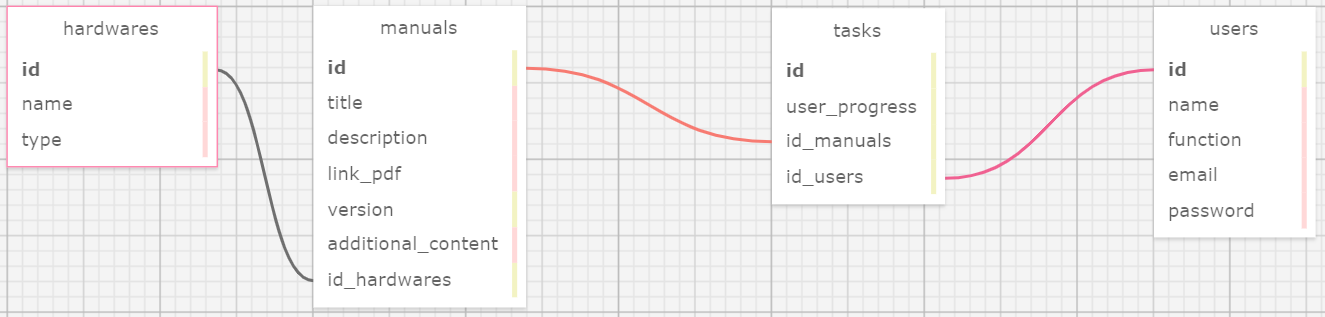 hardwares
id
name
type
manuals
id
title
description
link_pdf
version
additional_content
id_hardwares
tasks
id
user_progress
id_manuals
id_users
users
id
name
function
email
password